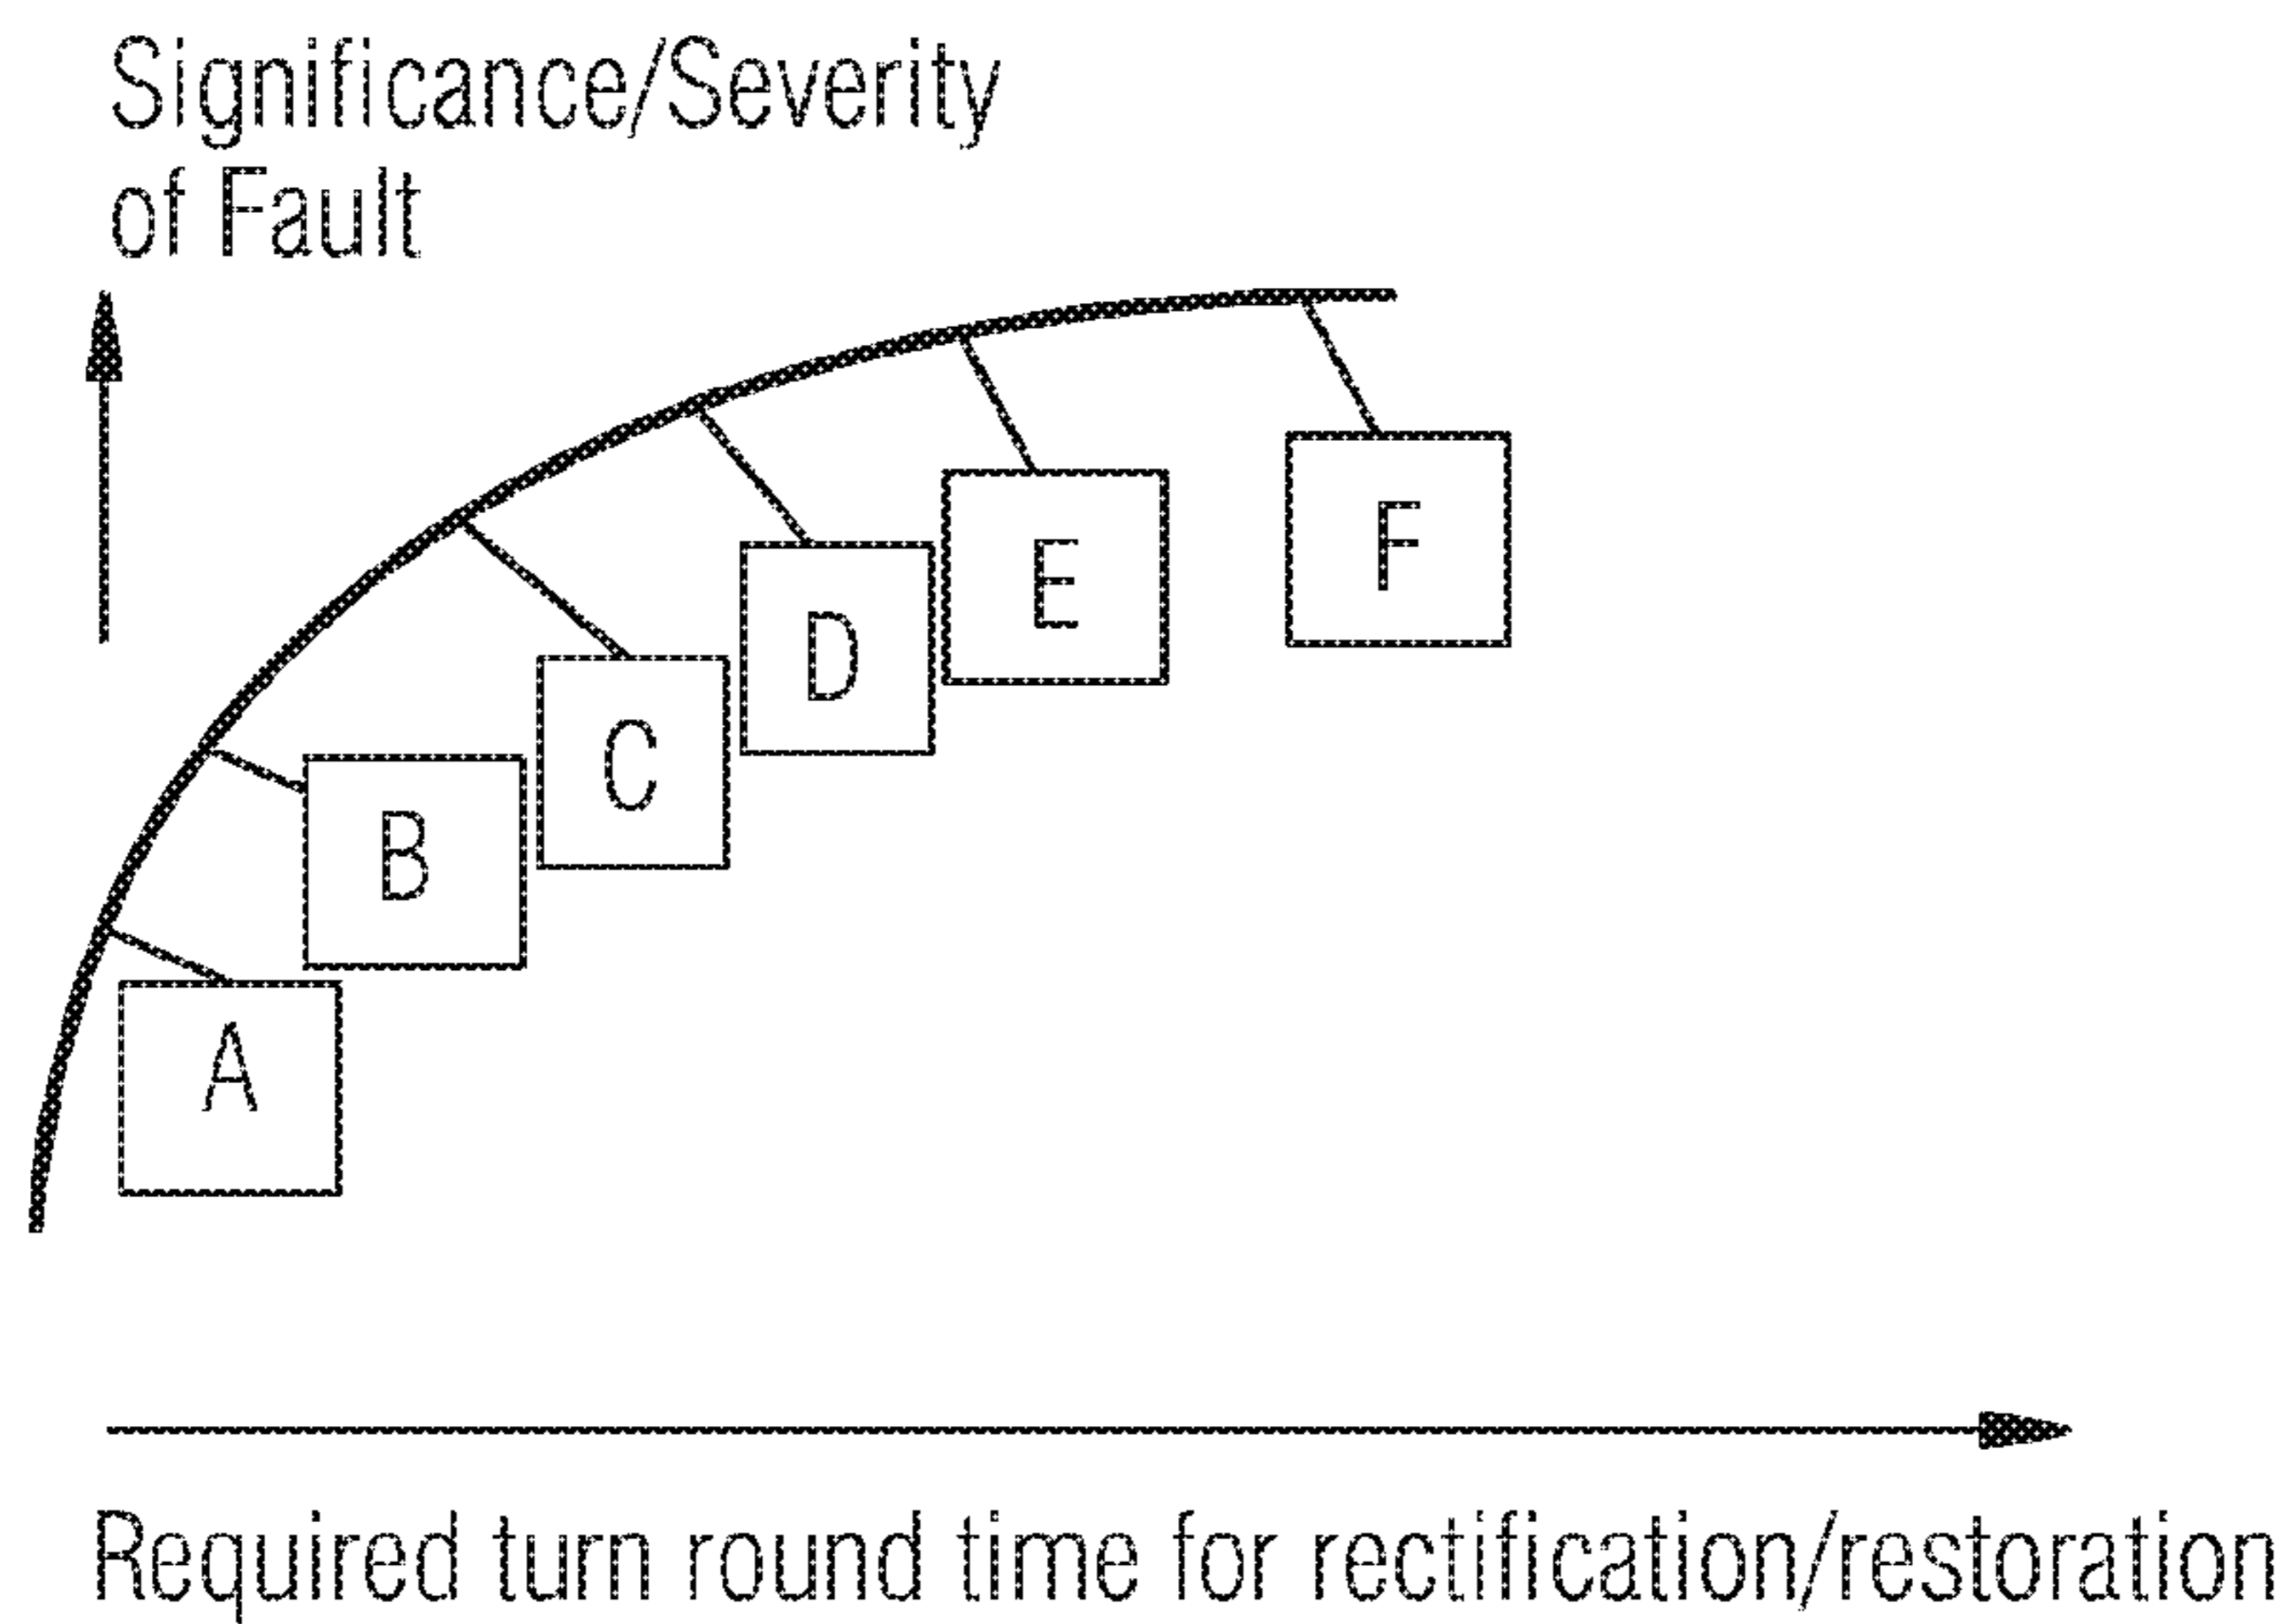 Significance/Severity
of Fault
F
E
D
C
B
A
Required turn round time for rectification/restoration